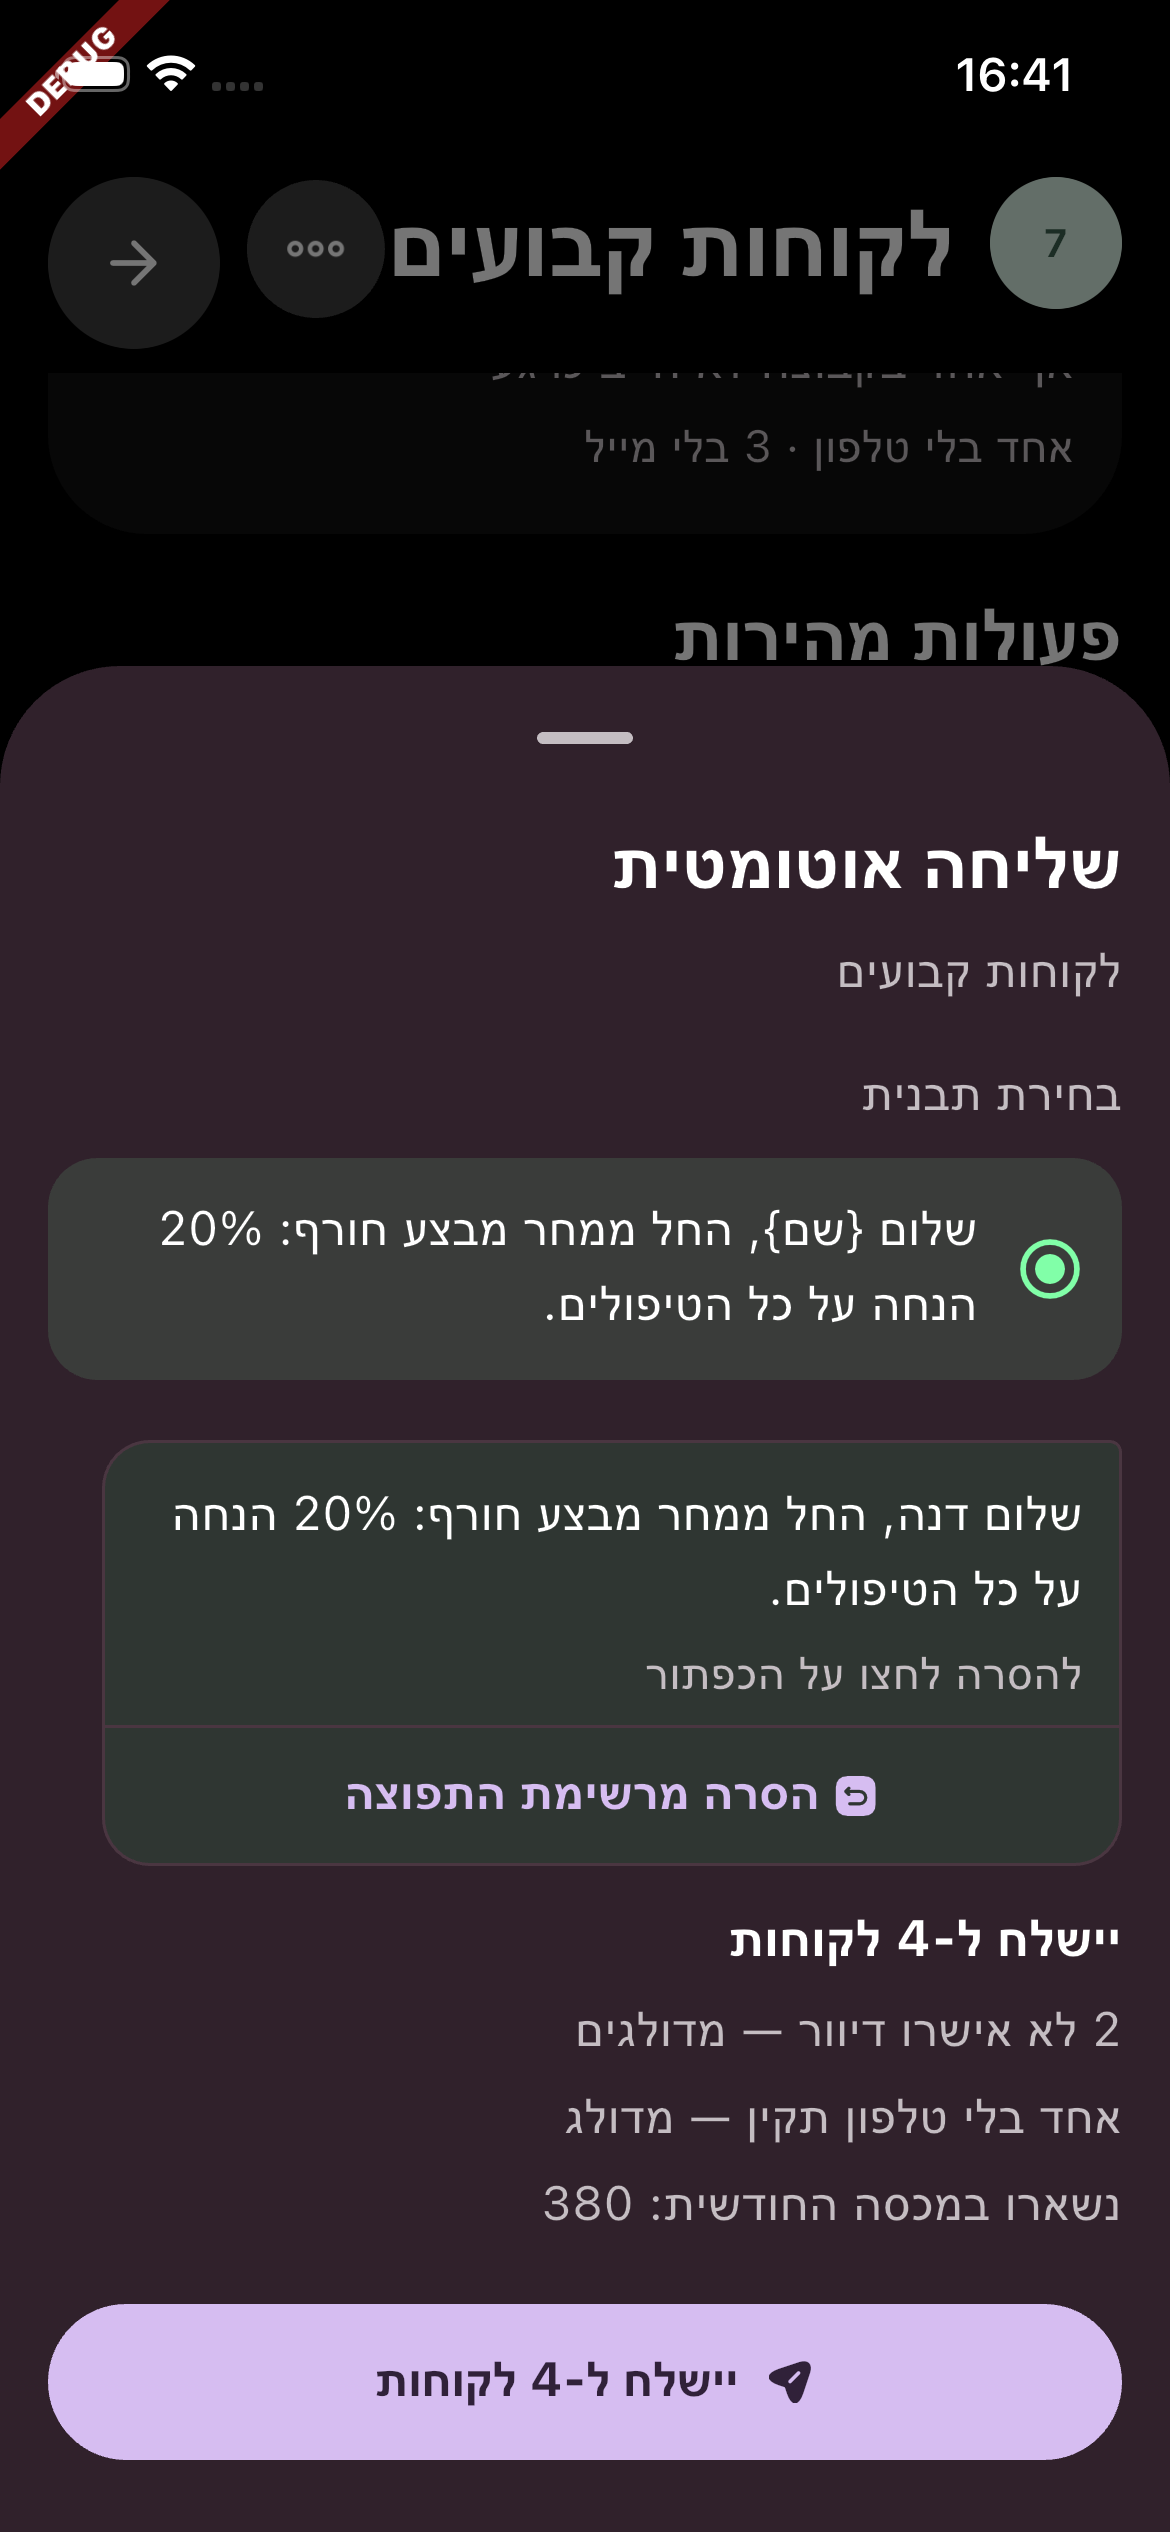 DEBUG
16:41
7
לקוחות קבועים
אחד בלי טלפון · 3 בלי מייל
פעולות מהירות
שליחה אוטומטית
לקוחות קבועים
בחירת תבנית
שלום {שם}, החל ממחר מבצע חורף: 20%
הנחה על כל הטיפולים.
שלום דנה, החל ממחר מבצע חורף: 20% הנחה
על כל הטיפולים.
להסרה לחצו על הכפתור
הסרה מרשימת התפוצה
יישלח ל-4 לקוחות
2 לא אישרו דיוור — מדולגים
אחד בלי טלפון תקין — מדולג
נשארו במכסה החודשית: 380
יישלח ל-4 לקוחות